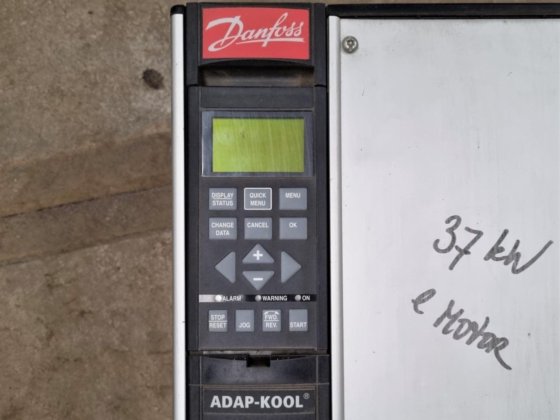 Danfoss
DISPLAY STATUS
QUICK MENU
MENU
CHANGE DATA
CANCEL
OK
+
−
ALARM WARNING ON
STOP RESET
JOG
FWD. REV.
START
ADAP-KOOL®
37 kW
e Motor